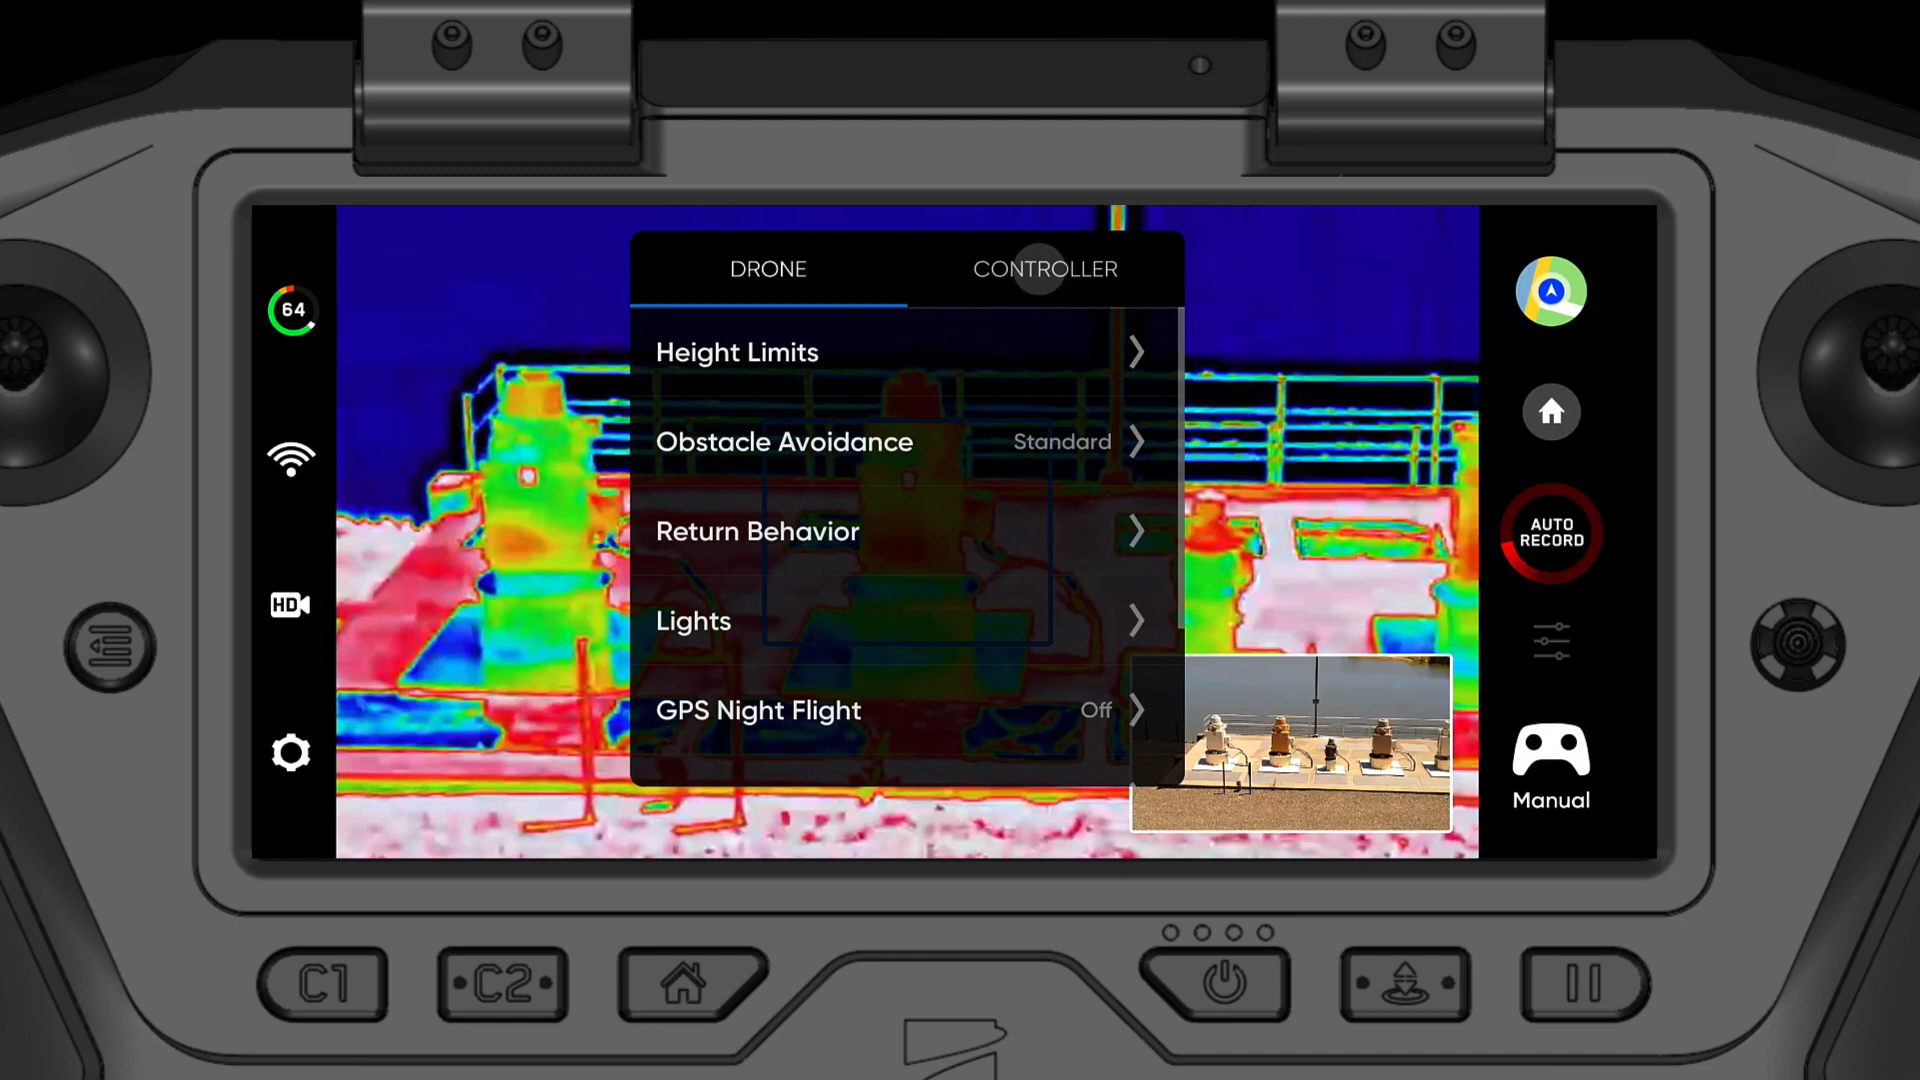 DRONE
CONTROLLER
64
Height Limits
Obstacle Avoidance
Standard
Return Behavior
AUTO
RECORD
HD
Lights
GPS Night Flight
Off
Manual
C1
C2